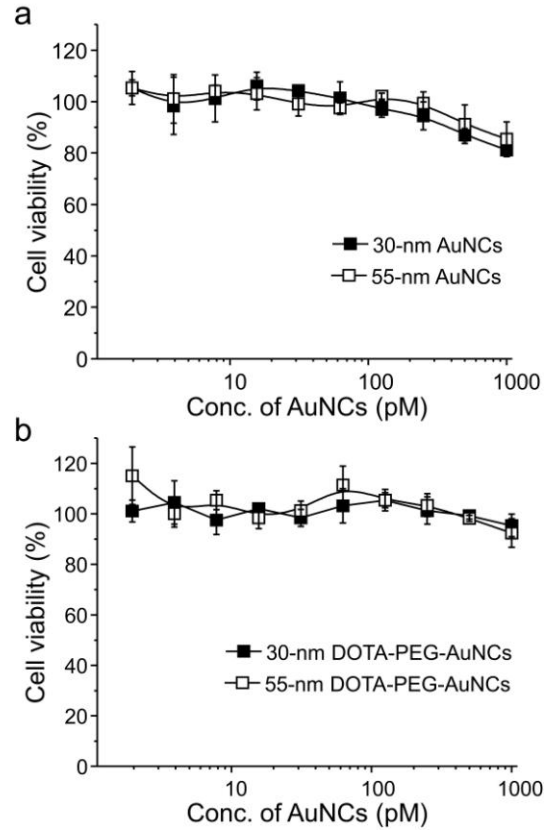 a
120
100
80
60
40
20
0
Cell viability (%)
30-nm AuNCs
55-nm AuNCs
10 100 1000
Conc. of AuNCs (pM)
b
120
100
80
60
40
20
0
Cell viability (%)
30-nm DOTA-PEG-AuNCs
55-nm DOTA-PEG-AuNCs
10 100 1000
Conc. of AuNCs (pM)